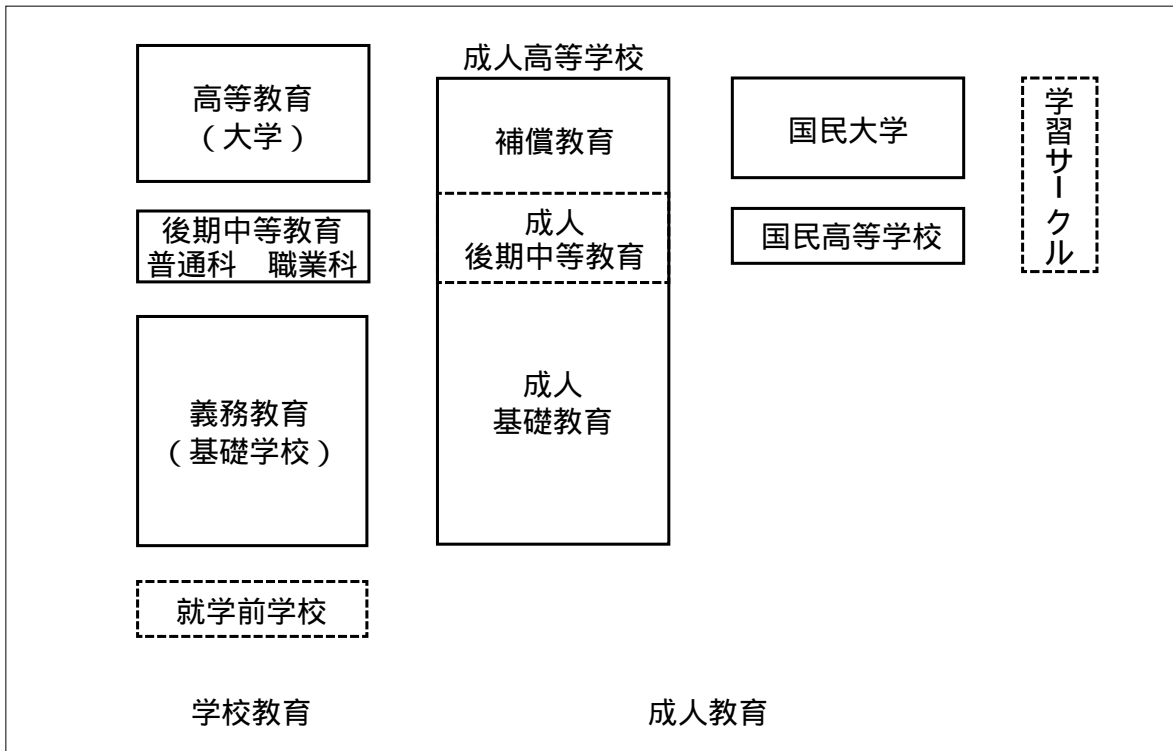 高等教育
（大学）
後期中等教育
普通科　職業科
義務教育
（基礎学校）
就学前学校
学校教育
成人高等学校
補償教育
成人
後期中等教育
成人
基礎教育
国民大学
国民高等学校
学習サークル
成人教育